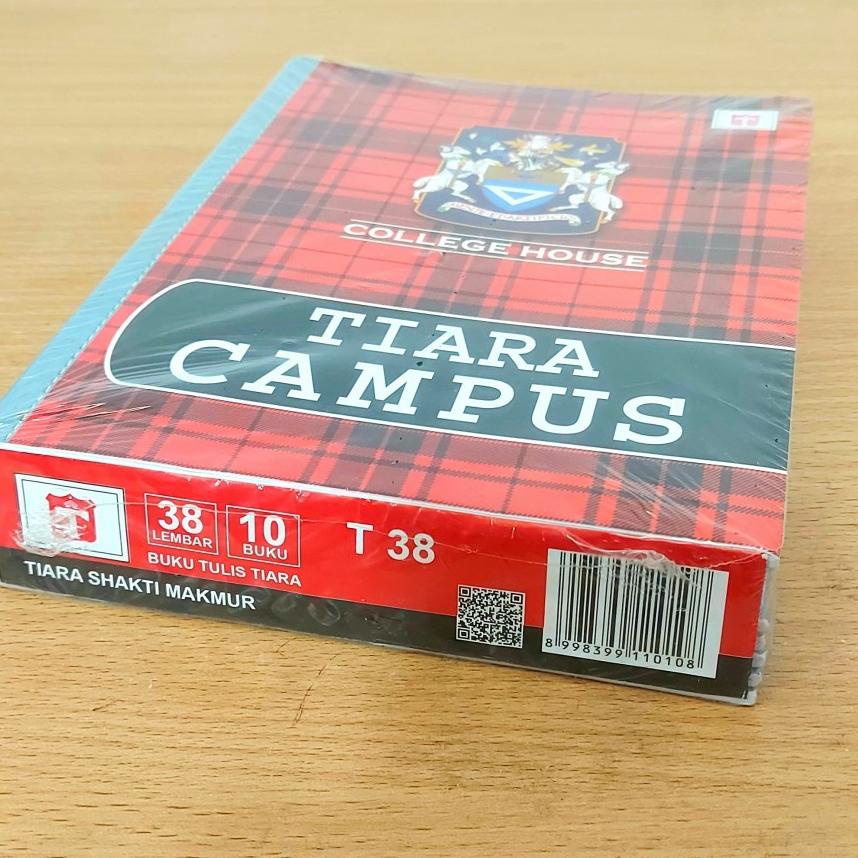 COLLEGE HOUSE
TIARA
CAMPUS
38
LEMBAR
10
BUKU
BUKU TULIS TIARA
T 38
TIARA SHAKTI MAKMUR
8 998399 110108